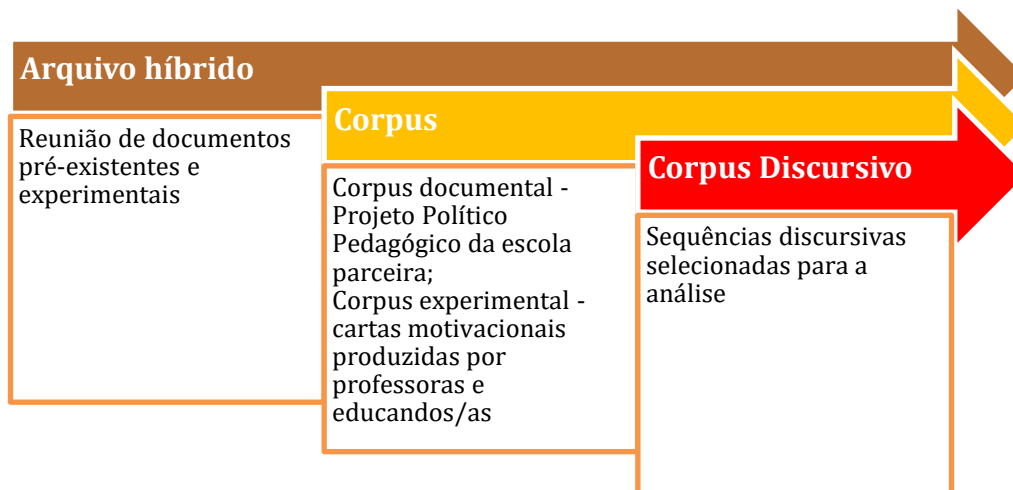 Arquivo híbrido
Reunião de documentos
pré-existentes e
experimentais
Corpus
Corpus documental -
Projeto Político
Pedagógico da escola
parceira;
Corpus experimental -
cartas motivacionais
produzidas por
professoras e
educandos/as
Corpus Discursivo
Sequências discursivas
selecionadas para a
análise